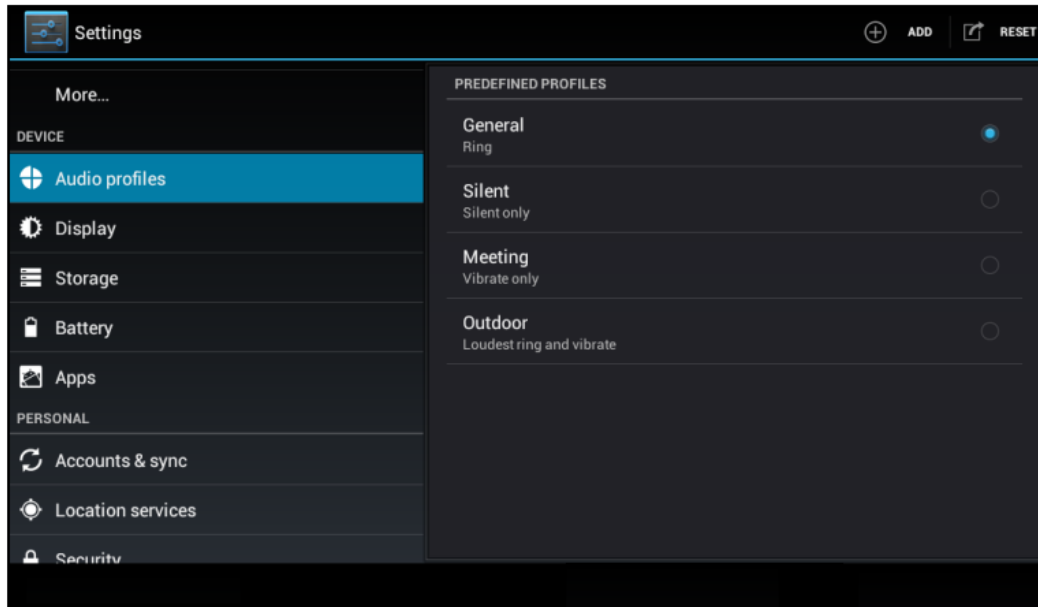 Settings
ADD
RESET
More...
DEVICE
Audio profiles
Display
Storage
Battery
Apps
PERSONAL
Accounts & sync
Location services
Security
PREDEFINED PROFILES
General
Ring
Silent
Silent only
Meeting
Vibrate only
Outdoor
Loudest ring and vibrate